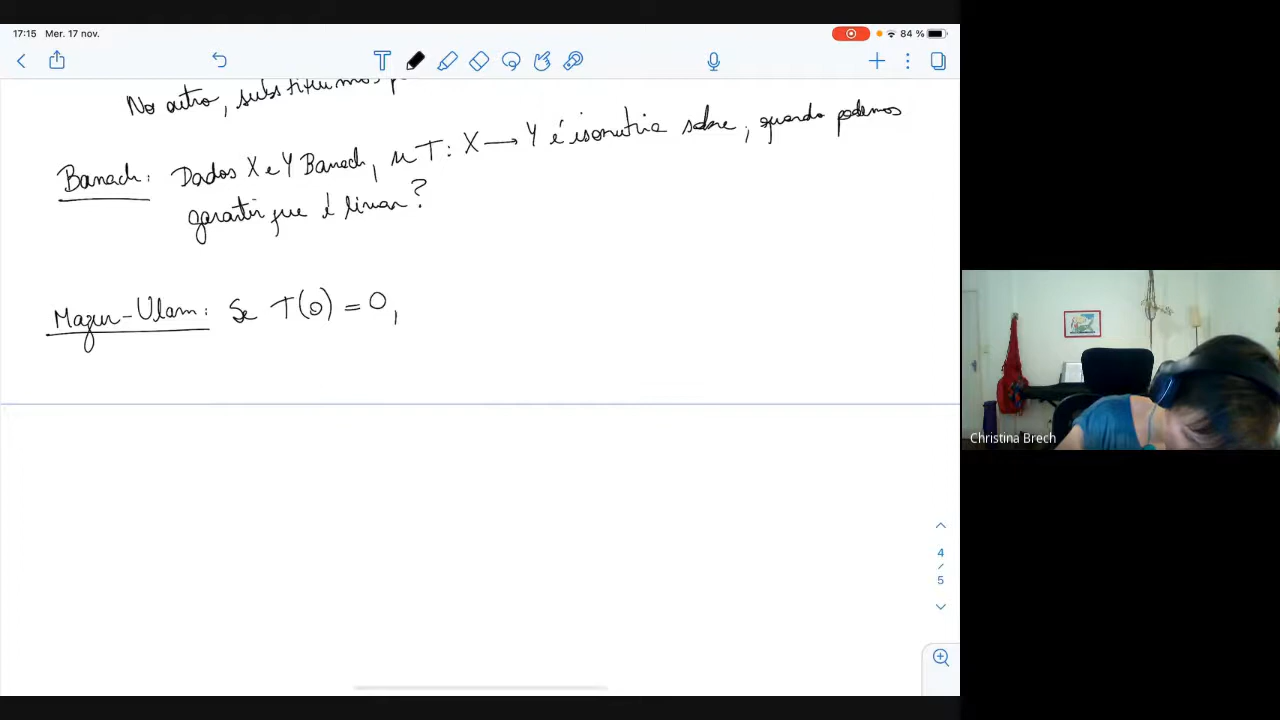 17:15 Mer. 17 nov.
84 %
No outro, substituimos p
Banach: Dados X e Y Banach, se T: X → Y é isometria sobre, quando podemos
garantir que é linear?
Mazur-Ulam: Se T(0) = 0,
Christina Brech
4
/
5